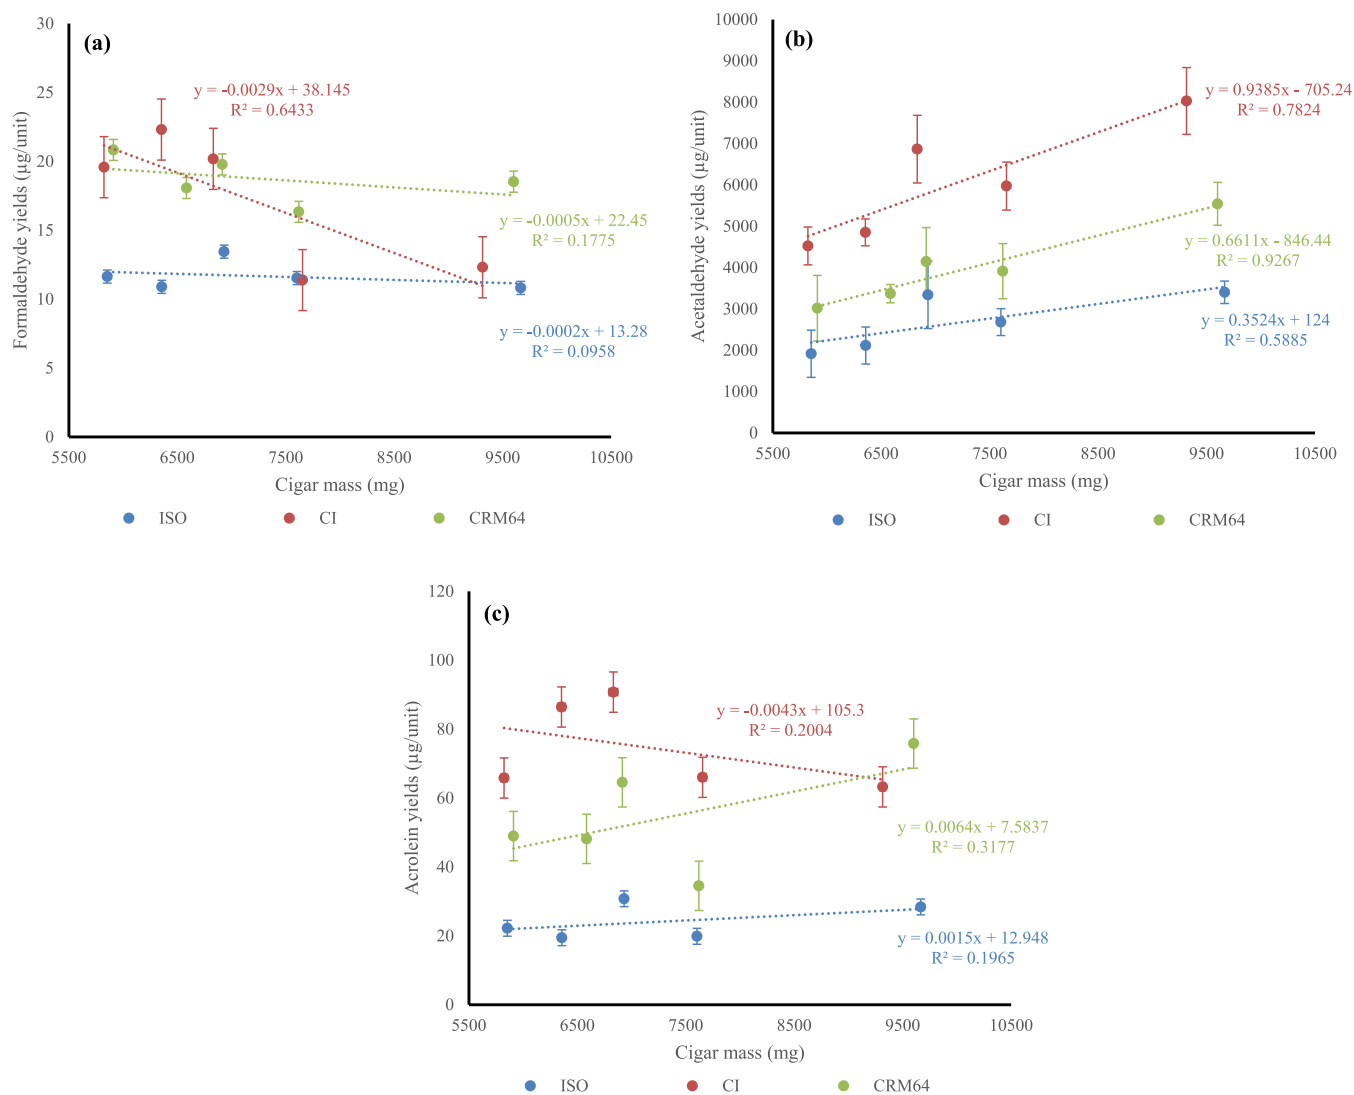 (a)
Formaldehyde yields (µg/unit)
30
25
20
15
10
5
0
y = -0.0029x + 38.145
R² = 0.6433
y = -0.0005x + 22.45
R² = 0.1775
y = -0.0002x + 13.28
R² = 0.0958
5500 6500 7500 8500 9500 10500
Cigar mass (mg)
ISO CI CRM64
(b)
Acetaldehyde yields (µg/unit)
10000
9000
8000
7000
6000
5000
4000
3000
2000
1000
0
y = 0.9385x - 705.24
R² = 0.7824
y = 0.6611x - 846.44
R² = 0.9267
y = 0.3524x + 124
R² = 0.5885
5500 6500 7500 8500 9500 10500
Cigar mass (mg)
ISO CI CRM64
(c)
Acrolein yields (µg/unit)
120
100
80
60
40
20
0
y = -0.0043x + 105.3
R² = 0.2004
y = 0.0064x + 7.5837
R² = 0.3177
y = 0.0015x + 12.948
R² = 0.1965
5500 6500 7500 8500 9500 10500
Cigar mass (mg)
ISO CI CRM64